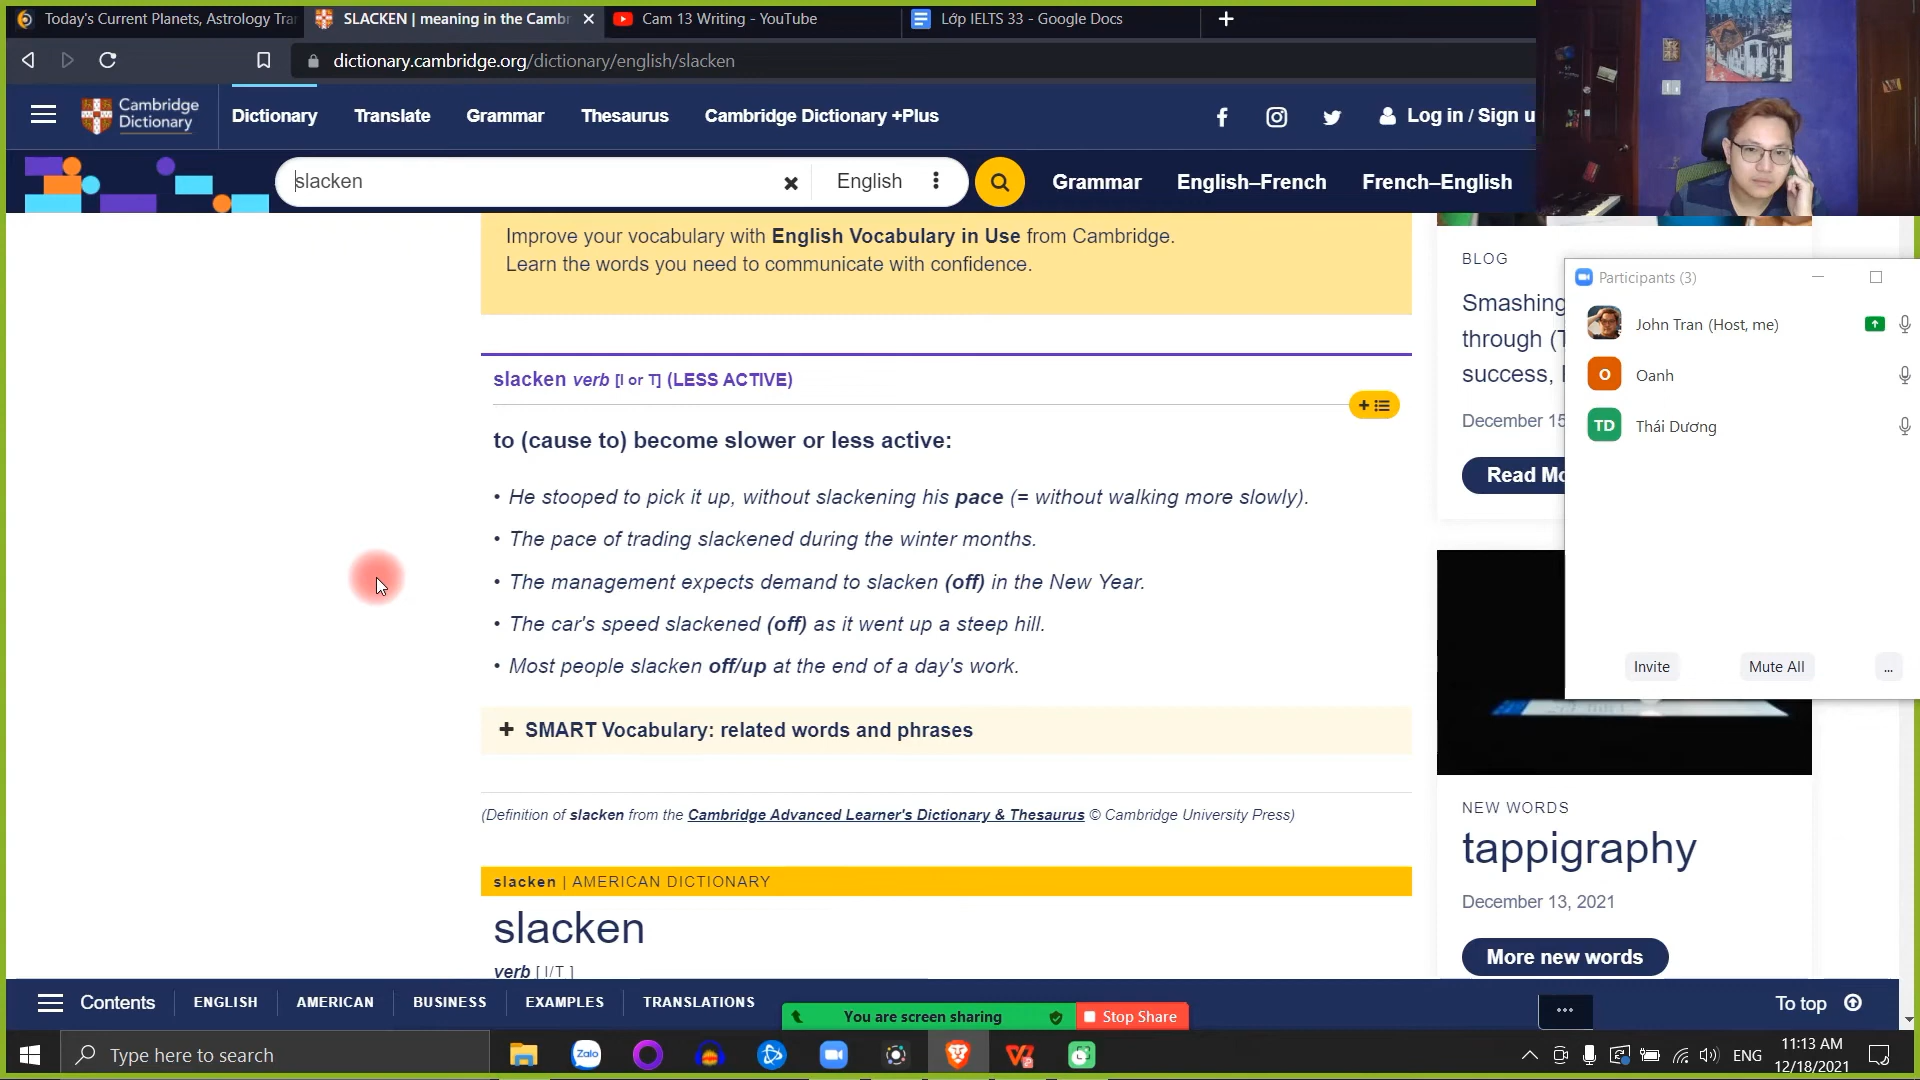 Today's Current Planets, Astrology Tra
SLACKEN | meaning in the Camb
Cam 13 Writing - YouTube
Lớp IELTS 33 - Google Docs
dictionary.cambridge.org/dictionary/english/slacken
Cambridge
Dictionary
Dictionary
Translate
Grammar
Thesaurus
Cambridge Dictionary +Plus
Log in / Sign u
slacken
English
Grammar
English–French
French–English
Improve your vocabulary with English Vocabulary in Use from Cambridge.
Learn the words you need to communicate with confidence.
slacken verb [I or T] (LESS ACTIVE)
to (cause to) become slower or less active:
• He stooped to pick it up, without slackening his pace (= without walking more slowly).
• The pace of trading slackened during the winter months.
• The management expects demand to slacken (off) in the New Year.
• The car's speed slackened (off) as it went up a steep hill.
• Most people slacken off/up at the end of a day's work.
+ SMART Vocabulary: related words and phrases
(Definition of slacken from the Cambridge Advanced Learner's Dictionary & Thesaurus © Cambridge University Press)
slacken | AMERICAN DICTIONARY
slacken
verb [ I/T ]
BLOG
Smashing
through (T
success,
December 15
Read Mo
NEW WORDS
tappigraphy
December 13, 2021
More new words
Participants (3)
John Tran (Host, me)
O
Oanh
TD
Thái Dương
Invite
Mute All
...
Contents
ENGLISH
AMERICAN
BUSINESS
EXAMPLES
TRANSLATIONS
To top
You are screen sharing
Stop Share
Type here to search
Zalo
ENG
11:13 AM
12/18/2021